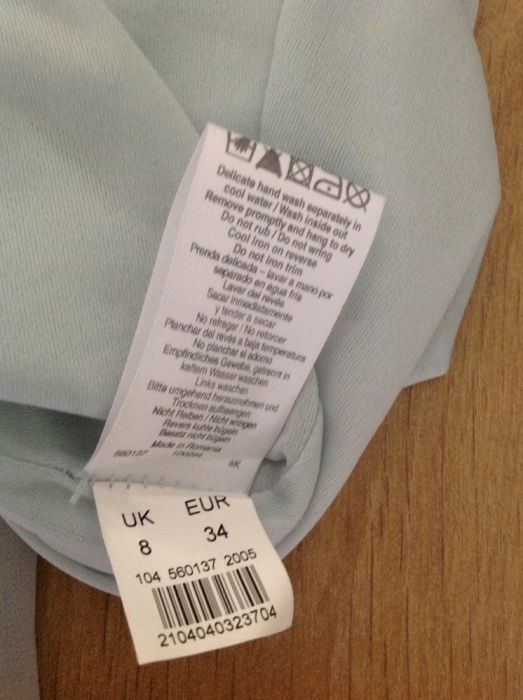 Delicate hand wash separately in
cool water / Wash inside out
Remove promptly and hang to dry
Do not rub / Do not wring
Cool iron on reverse
Do not iron trim
Prenda delicada – lavar a mano por
separado en agua fría
Lavar del revés
Sacar inmediatamente
y tender a secar
No refregar / No retorcer
Planchar del revés a baja temperatura
No planchar el adorno
Empfindliches Gewebe, getrennt in
kaltem Wasser waschen
Links waschen
Bitte umgehend herausnehmen und
Trocknen aufhaengen
Nicht Reiben / Nicht wringen
Revers kuhle bügeln
Besatz nicht bügeln
Made in Romania
560137
8K
UK EUR
8 34
104 560137 2005
2104040323704